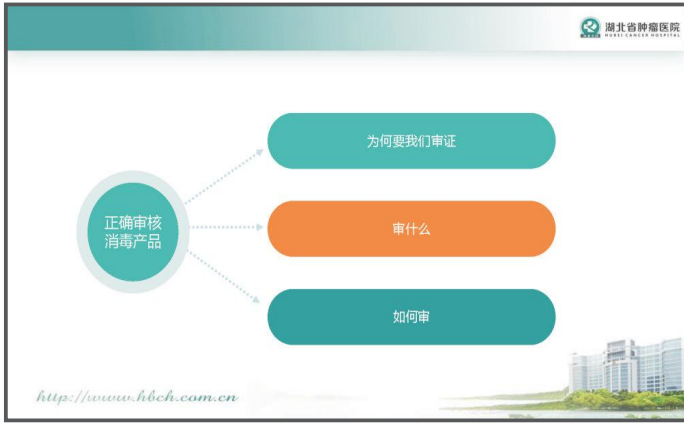 湖北省肿瘤医院
HUBEI CANCER HOSPITAL
为何要我们审证
正确审核
消毒产品
审什么
如何审
http://www.hbch.com.cn